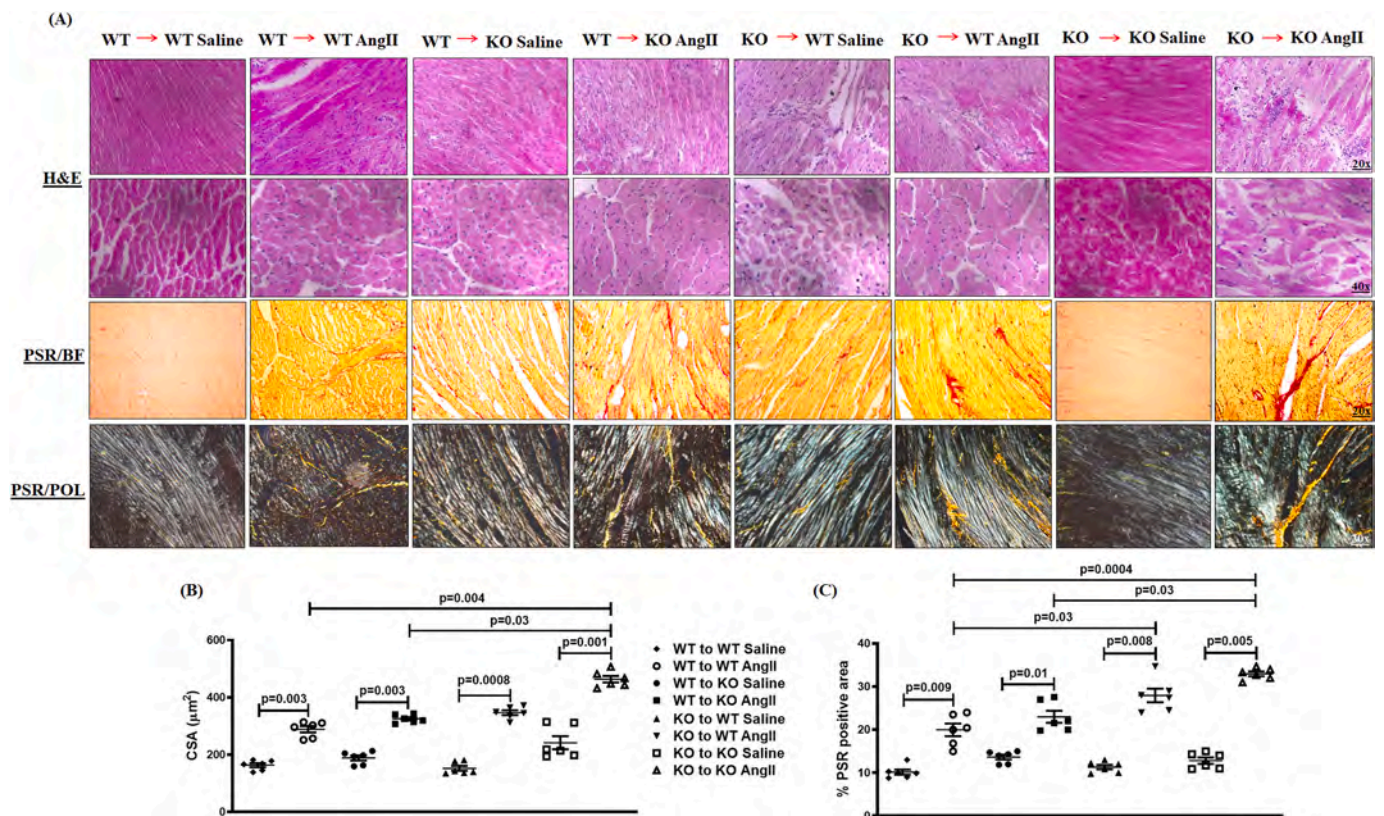 (A)
WT → WT Saline WT → WT AngII WT → KO Saline WT → KO AngII KO → WT Saline KO → WT AngII KO → KO Saline KO → KO AngII
H&E
20x
40x
PSR/BF
20x
PSR/POL
(B)
p=0.004
p=0.03
p=0.001
p=0.0008
p=0.003
p=0.003
600
400
200
0
CSA (µm²)
WT to WT Saline
WT to WT AngII
WT to KO Saline
WT to KO AngII
KO to WT Saline
KO to WT AngII
KO to KO Saline
KO to KO AngII
(C)
p=0.0004
p=0.03
p=0.03
p=0.008
p=0.005
p=0.01
p=0.009
40
30
20
10
0
% PSR positive area